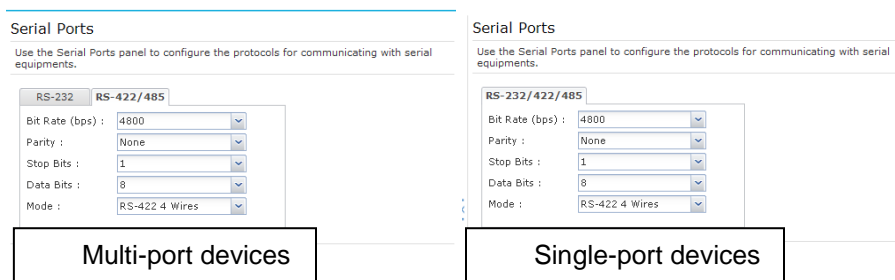 Serial Ports
Use the Serial Ports panel to configure the protocols for communicating with serial
equipments.
RS-232 RS-422/485
Bit Rate (bps) : 4800
Parity : None
Stop Bits : 1
Data Bits : 8
Mode : RS-422 4 Wires
Multi-port devices
Serial Ports
Use the Serial Ports panel to configure the protocols for communicating with serial
equipments.
RS-232/422/485
Bit Rate (bps) : 4800
Parity : None
Stop Bits : 1
Data Bits : 8
Mode : RS-422 4 Wires
Single-port devices